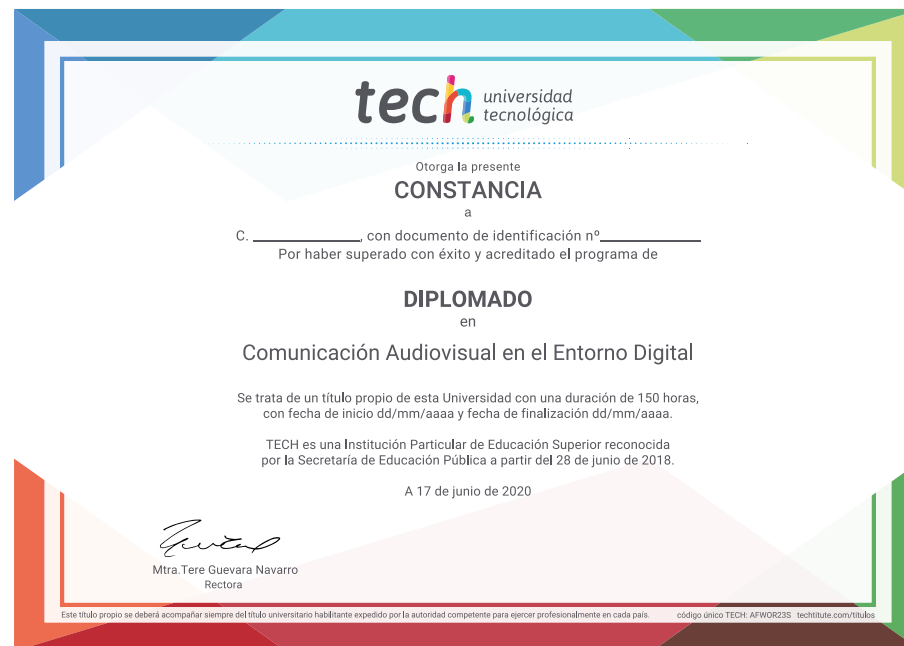 tech universidad
tecnológica
Otorga la presente
CONSTANCIA
a
C. ____________, con documento de identificación nº____________
Por haber superado con éxito y acreditado el programa de
DIPLOMADO
en
Comunicación Audiovisual en el Entorno Digital
Se trata de un título propio de esta Universidad con una duración de 150 horas,
con fecha de inicio dd/mm/aaaa y fecha de finalización dd/mm/aaaa.
TECH es una Institución Particular de Educación Superior reconocida
por la Secretaría de Educación Pública a partir del 28 de junio de 2018.
A 17 de junio de 2020
Mtra.Tere Guevara Navarro
Rectora
Este título propio se deberá acompañar siempre del título universitario habilitante expedido por la autoridad competente para ejercer profesionalmente en cada país. código único TECH: AFWOR23S techtitute.com/títulos